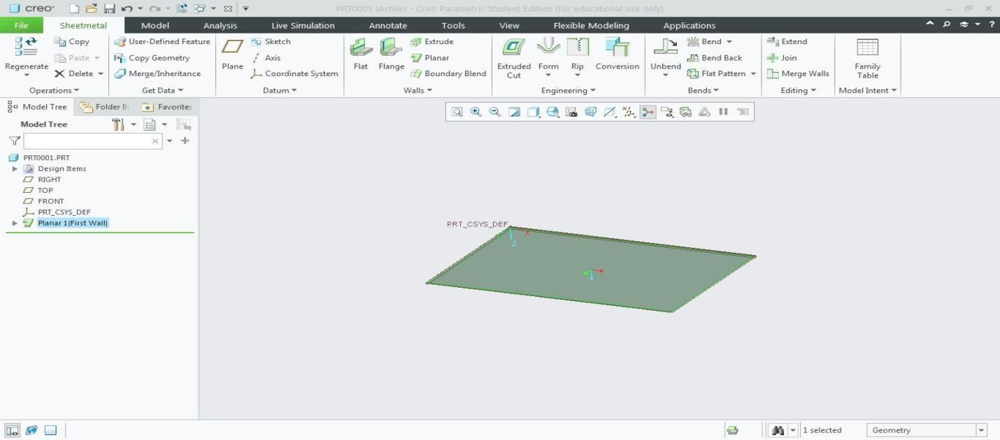 creo°
PRT0001 (Active) - Creo Parametric Student Edition (for educational use only)
File Sheetmetal Model Analysis Live Simulation Annotate Tools View Flexible Modeling Applications
Regenerate
Copy
Paste
Delete
Operations
User-Defined Feature
Copy Geometry
Merge/Inheritance
Get Data
Plane
Sketch
Axis
Coordinate System
Datum
Flat
Flange
Extrude
Planar
Boundary Blend
Walls
Extruded
Cut
Form
Rip
Conversion
Engineering
Unbend
Bend
Bend Back
Flat Pattern
Bends
Extend
Join
Merge Walls
Editing
Family
Table
Model Intent
Model Tree Folder B Favorites
Model Tree
PRT0001.PRT
Design Items
RIGHT
TOP
FRONT
PRT_CSYS_DEF
Planar 1(First Wall)
PRT_CSYS_DEF
X
Z
1 selected
Geometry